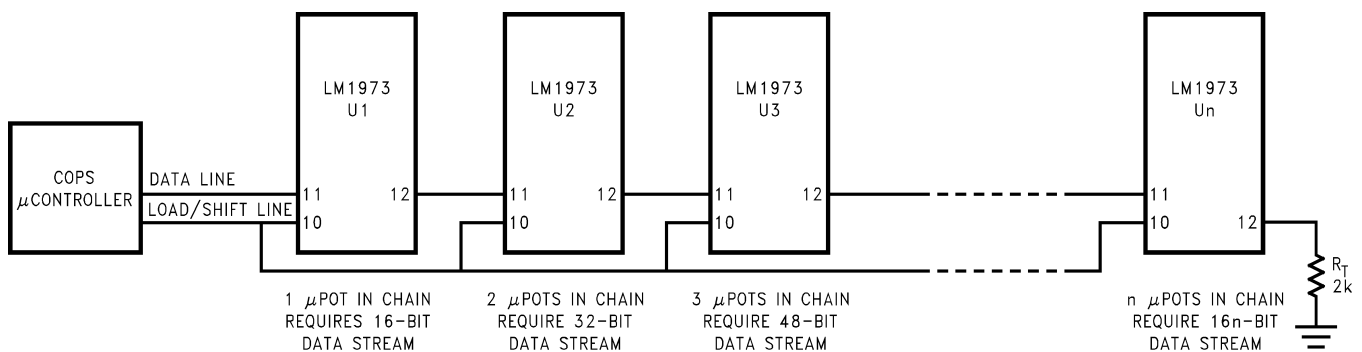 LM1973
U1
LM1973
U2
LM1973
U3
LM1973
Un
COPS
μCONTROLLER
DATA LINE
LOAD/SHIFT LINE
11
12
10
11
12
10
11
12
10
11
10
12
RT
2k
1 μPOT IN CHAIN
REQUIRES 16-BIT
DATA STREAM
2 μPOTS IN CHAIN
REQUIRE 32-BIT
DATA STREAM
3 μPOTS IN CHAIN
REQUIRE 48-BIT
DATA STREAM
n μPOTS IN CHAIN
REQUIRE 16n-BIT
DATA STREAM